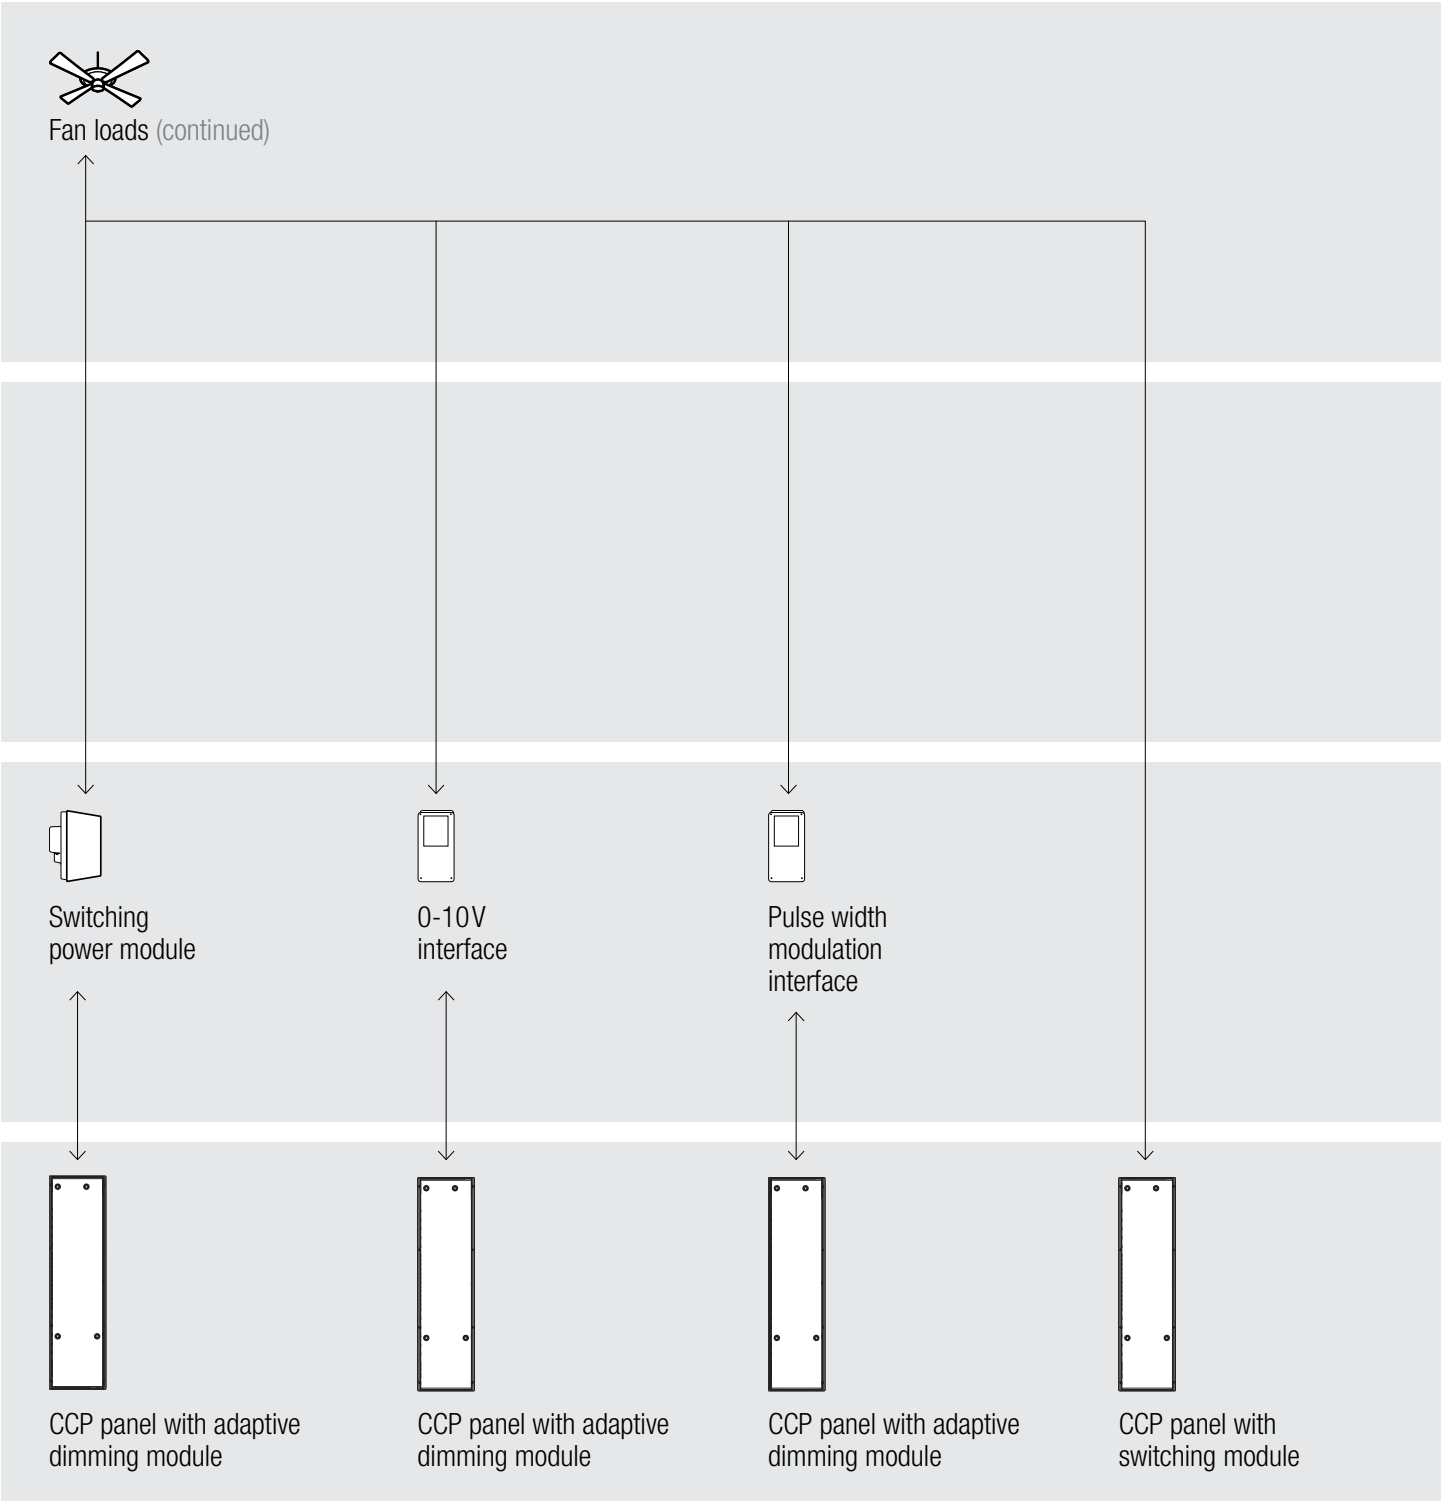 Fan loads (continued)
Switching
power module
0-10V
interface
Pulse width
modulation
interface
CCP panel with adaptive
dimming module
CCP panel with adaptive
dimming module
CCP panel with adaptive
dimming module
CCP panel with
switching module